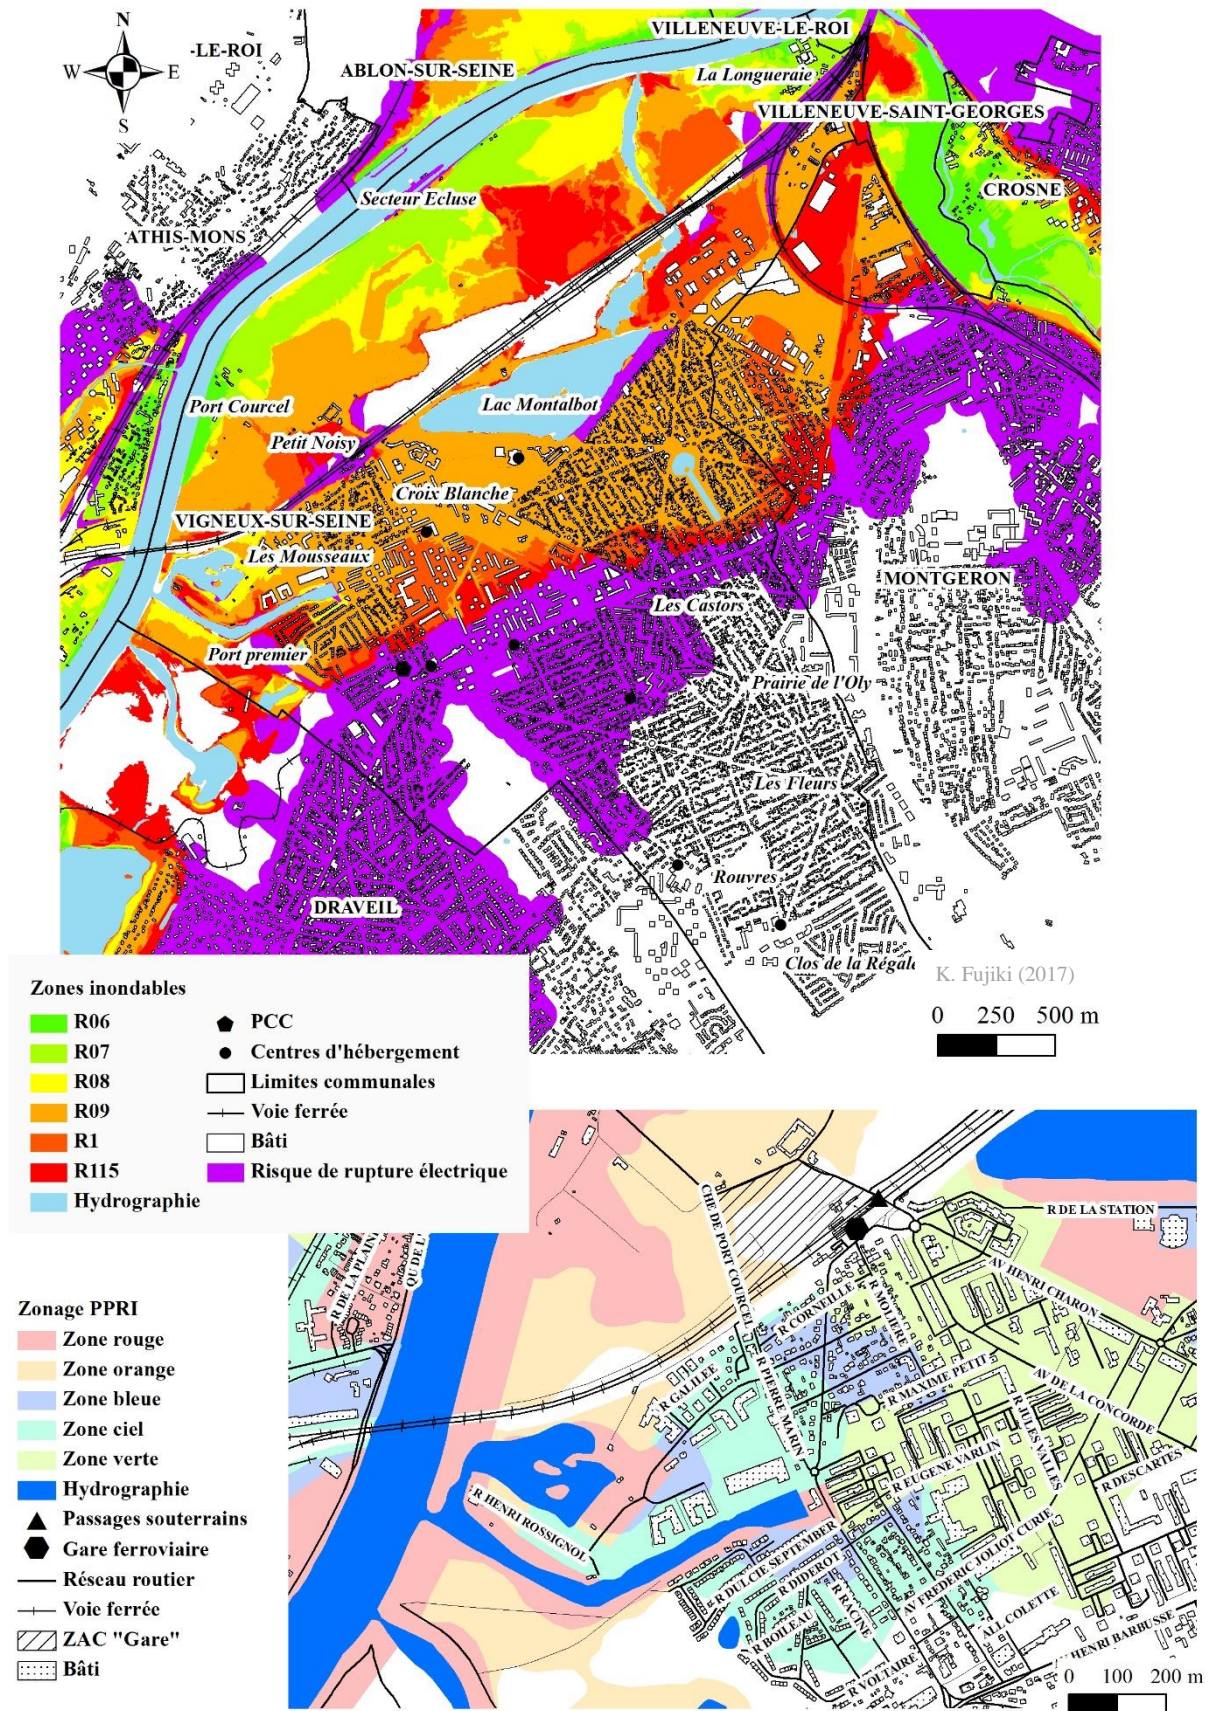 N
W E
S
-LE-ROI
VILLENEUVE-LE-ROI
ABLON-SUR-SEINE
La Longueraie
VILLENEUVE-SAINT-GEORGES
CROSNE
Secteur Ecluse
ATHIS-MONS
Port Courcel
Lac Montalbot
Petit Noisy
Croix Blanche
VIGNEUX-SUR-SEINE
Les Mousseaux
MONTGERON
Les Castors
Port premier
Prairie de l'Oly
Les Fleurs
Rouvres
DRAVEIL
Clos de la Régale
K. Fujiki (2017)
0 250 500 m
Zones inondables
R06
R07
R08
R09
R1
R115
Hydrographie
PCC
Centres d'hébergement
Limites communales
Voie ferrée
Bâti
Risque de rupture électrique
CHE DE PORT COURCEL
R DE LA STATION
R DE LA PLAINE
QU DE L'
AV HENRI CHARON
R CORNEILLE
R MOLIERE
R GALILEE
R PIERRE MARIN
R MAXIME PETIT
AV DE LA CONCORDE
R JULES VALLES
R EUGENE VARLIN
R DESCARTES
R HENRI ROSSIGNOL
R DULCIE SEPTEMBER
R DIDEROT
AV FREDERIC JOLIOT CURIE
R RACINE
R BOILEAU
ALL COLETTE
R VOLTAIRE
HENRI BARBUSSE
0 100 200 m
Zonage PPRI
Zone rouge
Zone orange
Zone bleue
Zone ciel
Zone verte
Hydrographie
Passages souterrains
Gare ferroviaire
Réseau routier
Voie ferrée
ZAC "Gare"
Bâti